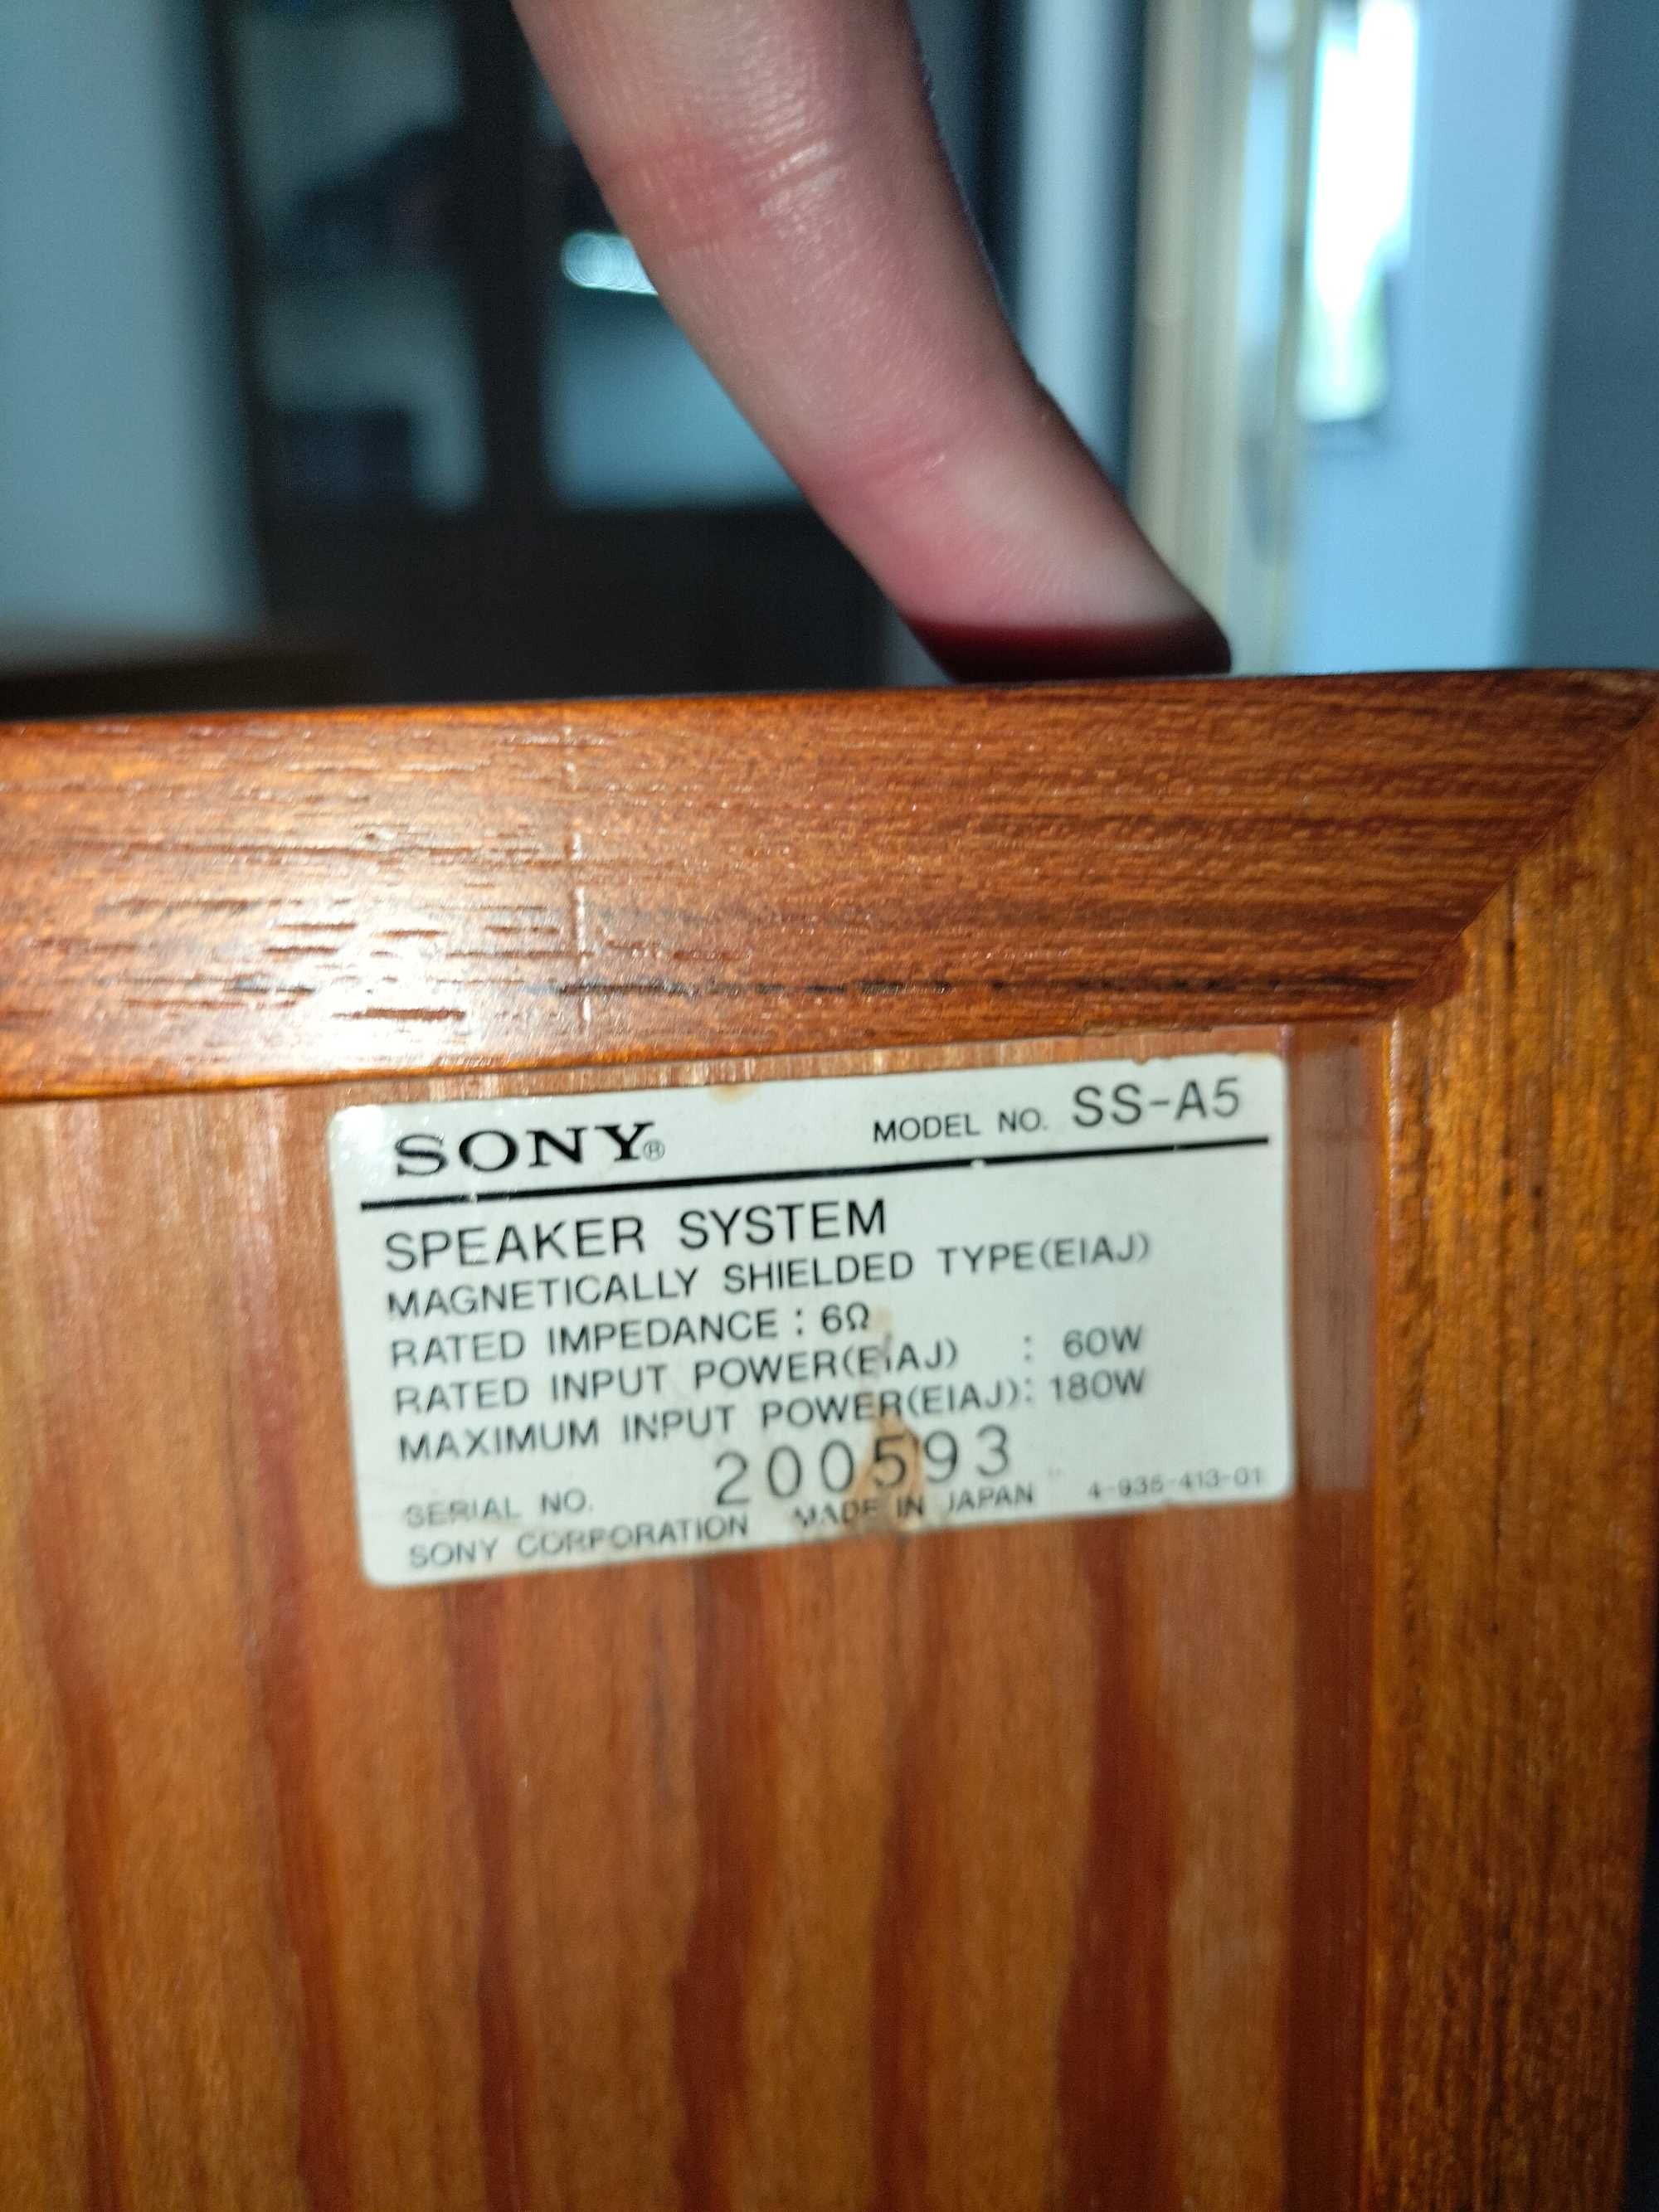 SONY® MODEL NO. SS-A5
SPEAKER SYSTEM
MAGNETICALLY SHIELDED TYPE(EIAJ)
RATED IMPEDANCE : 6Ω
RATED INPUT POWER(EIAJ) : 60W
MAXIMUM INPUT POWER(EIAJ): 180W
SERIAL NO. 200593
SONY CORPORATION MADE IN JAPAN 4-935-413-01